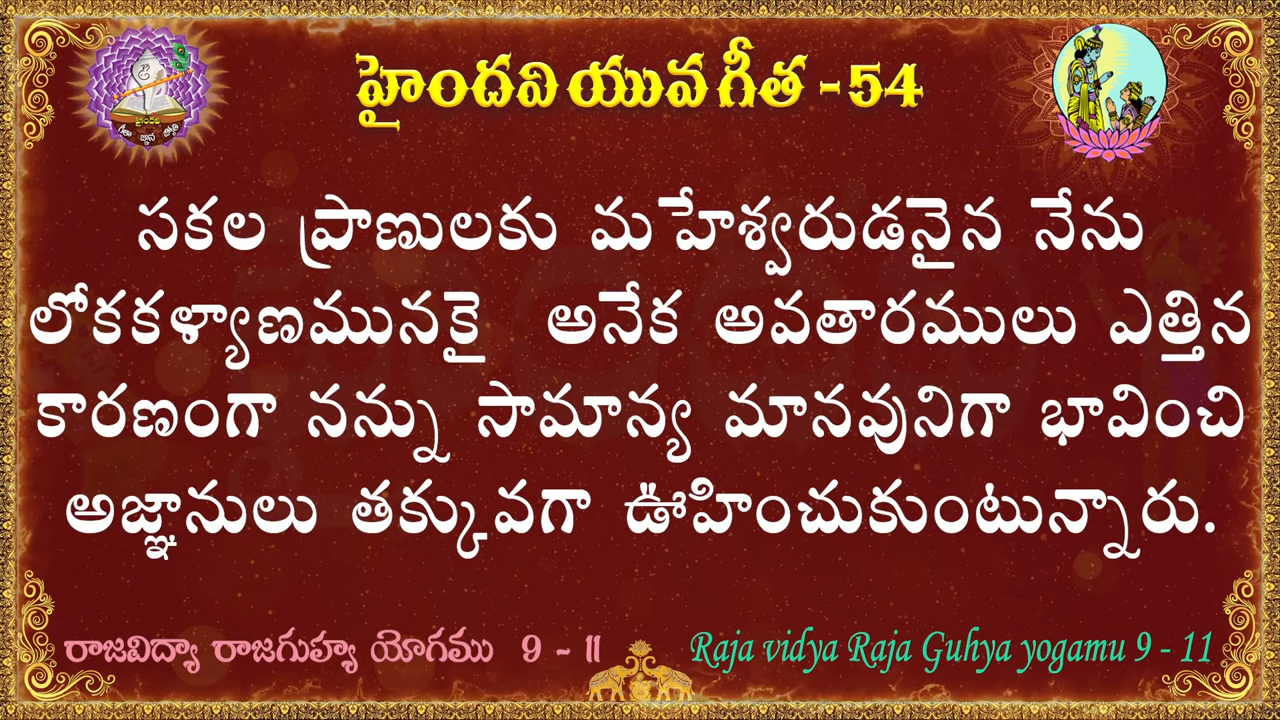 హైందవి యువ గీత - 54
సకల ప్రాణులకు మహేశ్వరుడనైన నేను
లోకకళ్యాణమునకై అనేక అవతారములు ఎత్తిన
కారణంగా నన్ను సామాన్య మానవునిగా భావించి
అజ్ఞానులు తక్కువగా ఊహించుకుంటున్నారు.
రాజవిద్యా రాజగుహ్య యోగము 9 - 11
Raja vidya Raja Guhya yogamu 9 - 11